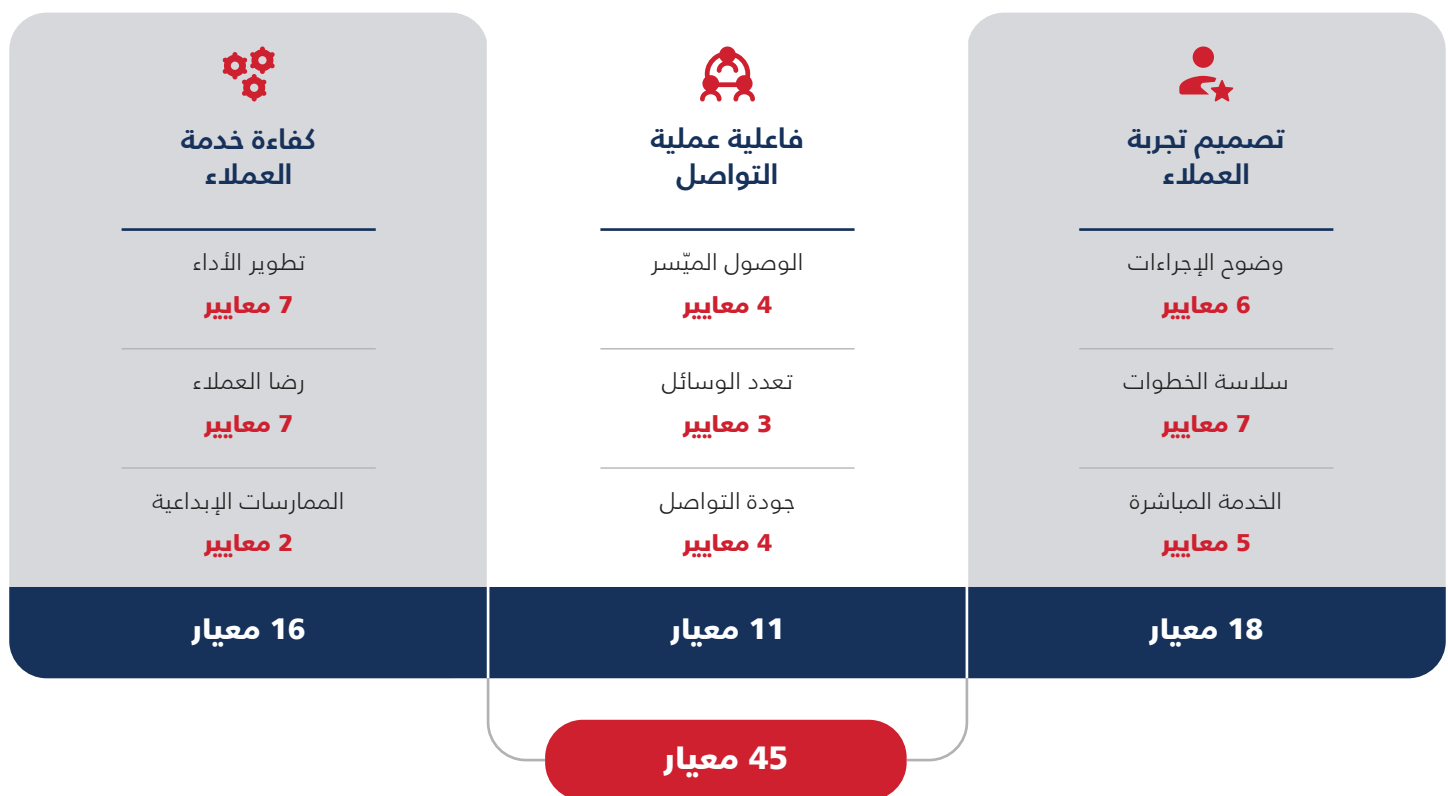 تصميم تجربة
العملاء
وضوح الإجراءات
6 معايير
سلاسة الخطوات
7 معايير
الخدمة المباشرة
5 معايير
18 معيار
فاعلية عملية
التواصل
الوصول الميّسر
4 معايير
تعدد الوسائل
3 معايير
جودة التواصل
4 معايير
11 معيار
كفاءة خدمة
العملاء
تطوير الأداء
7 معايير
رضا العملاء
7 معايير
الممارسات الإبداعية
2 معايير
16 معيار
45 معيار